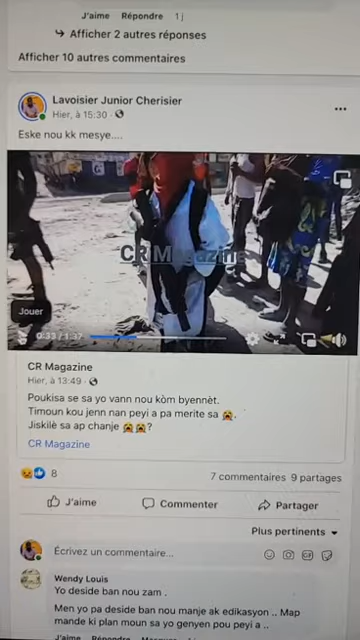 J'aime Répondre 1 j
Afficher 2 autres réponses
Afficher 10 autres commentaires
Lavoisier Junior Cherisier
Hier, à 15:30 ·
Eske nou kk mesye....
CR Magazine
Jouer
0:33 / 1:37
CR Magazine
Hier, à 13:49 ·
Poukisa se sa yo vann nou kòm byennèt.
Timoun kou jenn nan peyi a pa merite sa 😭.
Jiskilè sa ap chanje 😭😭?
CR Magazine
8
7 commentaires 9 partages
J'aime Commenter Partager
Plus pertinents
Écrivez un commentaire...
GIF
Wendy Louis
Yo deside ban nou zam .
Men yo pa deside ban nou manje ak edikasyon .. Map
mande ki plan moun sa yo genyen pou peyi a ..
J'aime Répondre